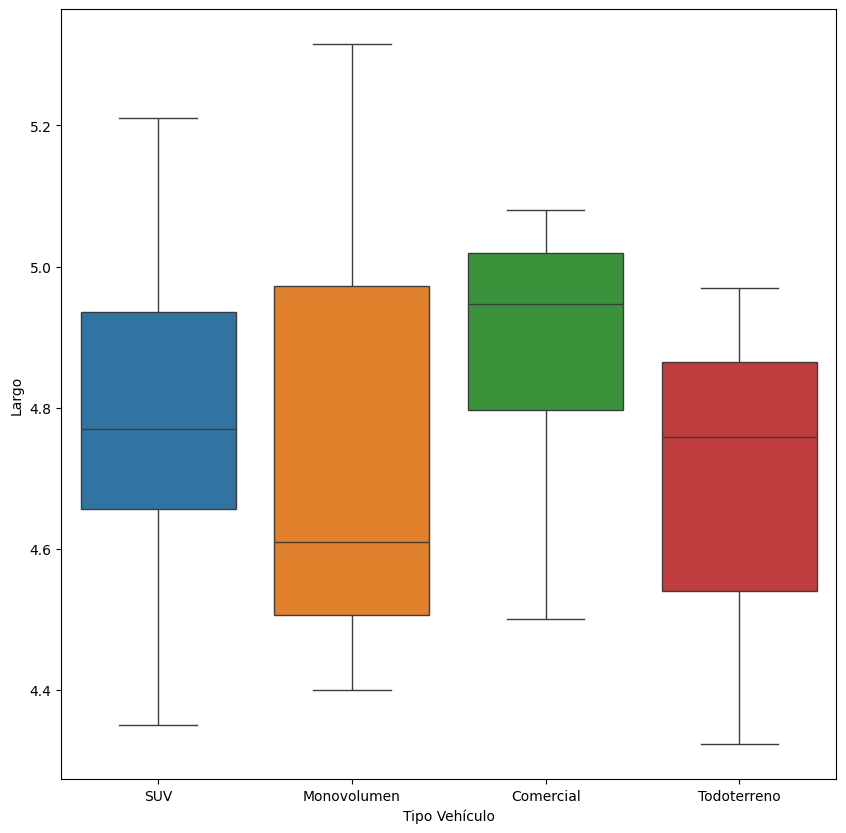 Largo
5.2
5.0
4.8
4.6
4.4
SUV
Monovolumen
Comercial
Todoterreno
Tipo Vehículo